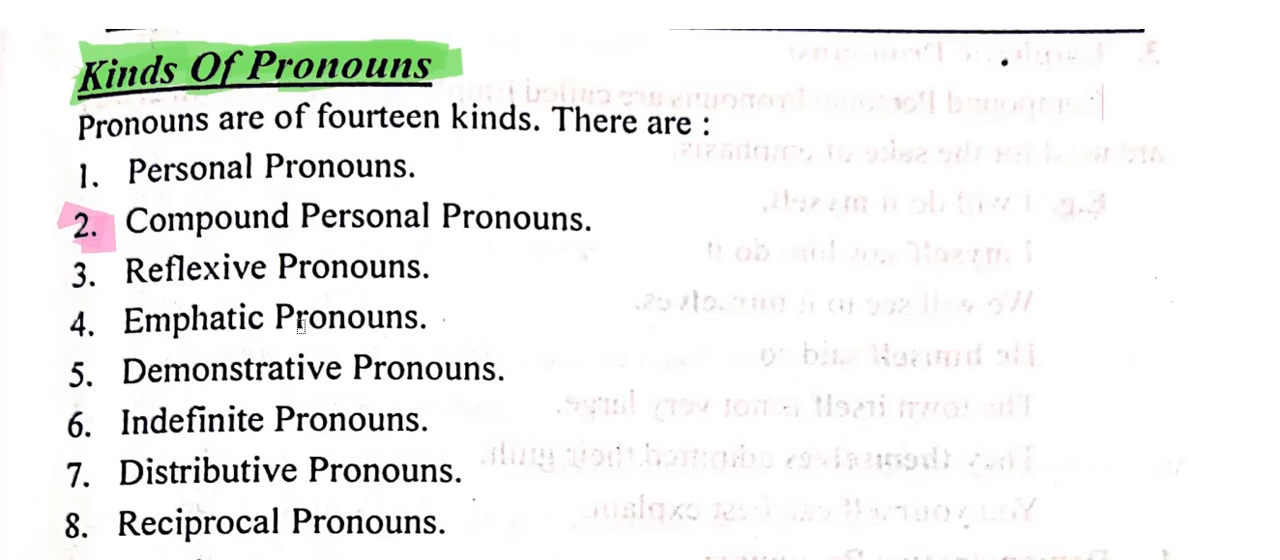 Kinds Of Pronouns
Pronouns are of fourteen kinds. There are :
1. Personal Pronouns.
2. Compound Personal Pronouns.
3. Reflexive Pronouns.
4. Emphatic Pronouns.
5. Demonstrative Pronouns.
6. Indefinite Pronouns.
7. Distributive Pronouns.
8. Reciprocal Pronouns.